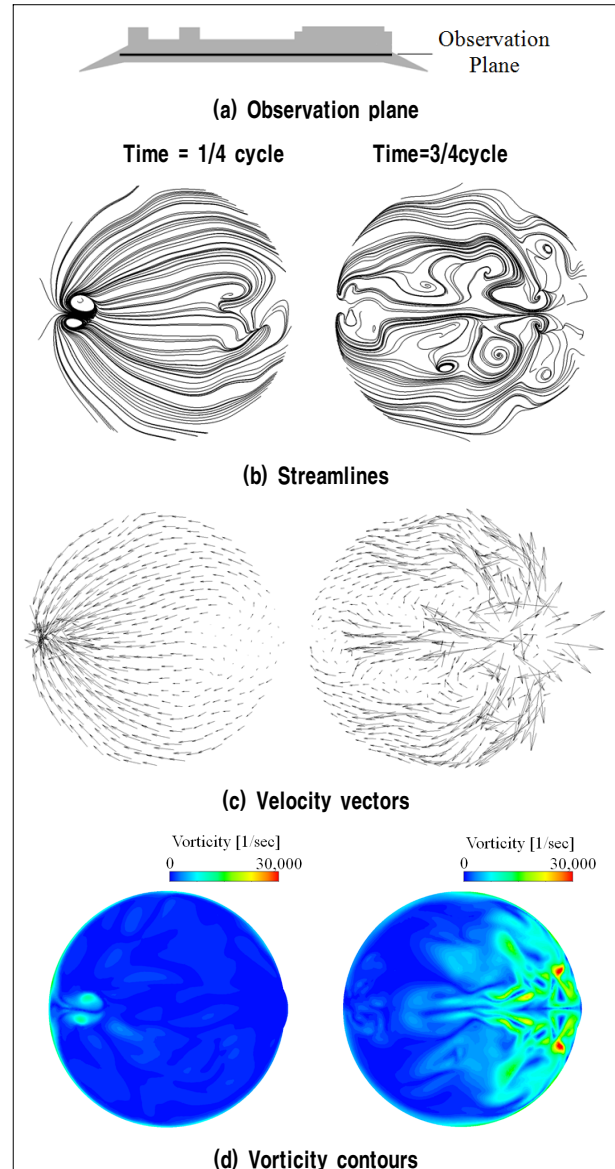 Observation
Plane
(a) Observation plane
Time = 1/4 cycle Time=3/4cycle
(b) Streamlines
(c) Velocity vectors
Vorticity [1/sec] Vorticity [1/sec]
0 30,000 0 30,000
(d) Vorticity contours